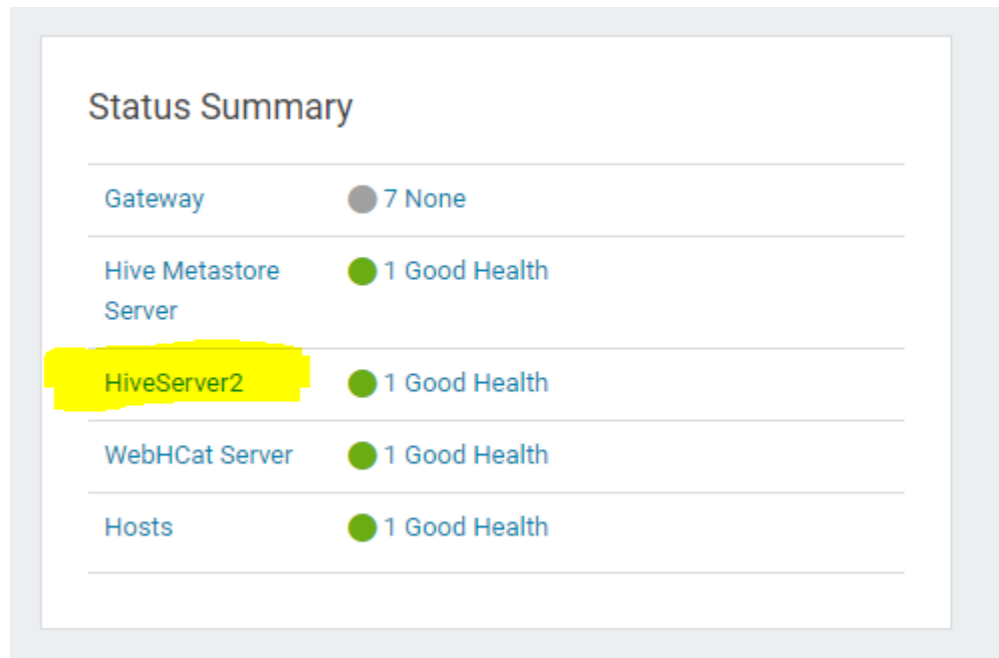 Status Summary
Gateway 7 None
Hive Metastore 1 Good Health
Server
HiveServer2 1 Good Health
WebHCat Server 1 Good Health
Hosts 1 Good Health